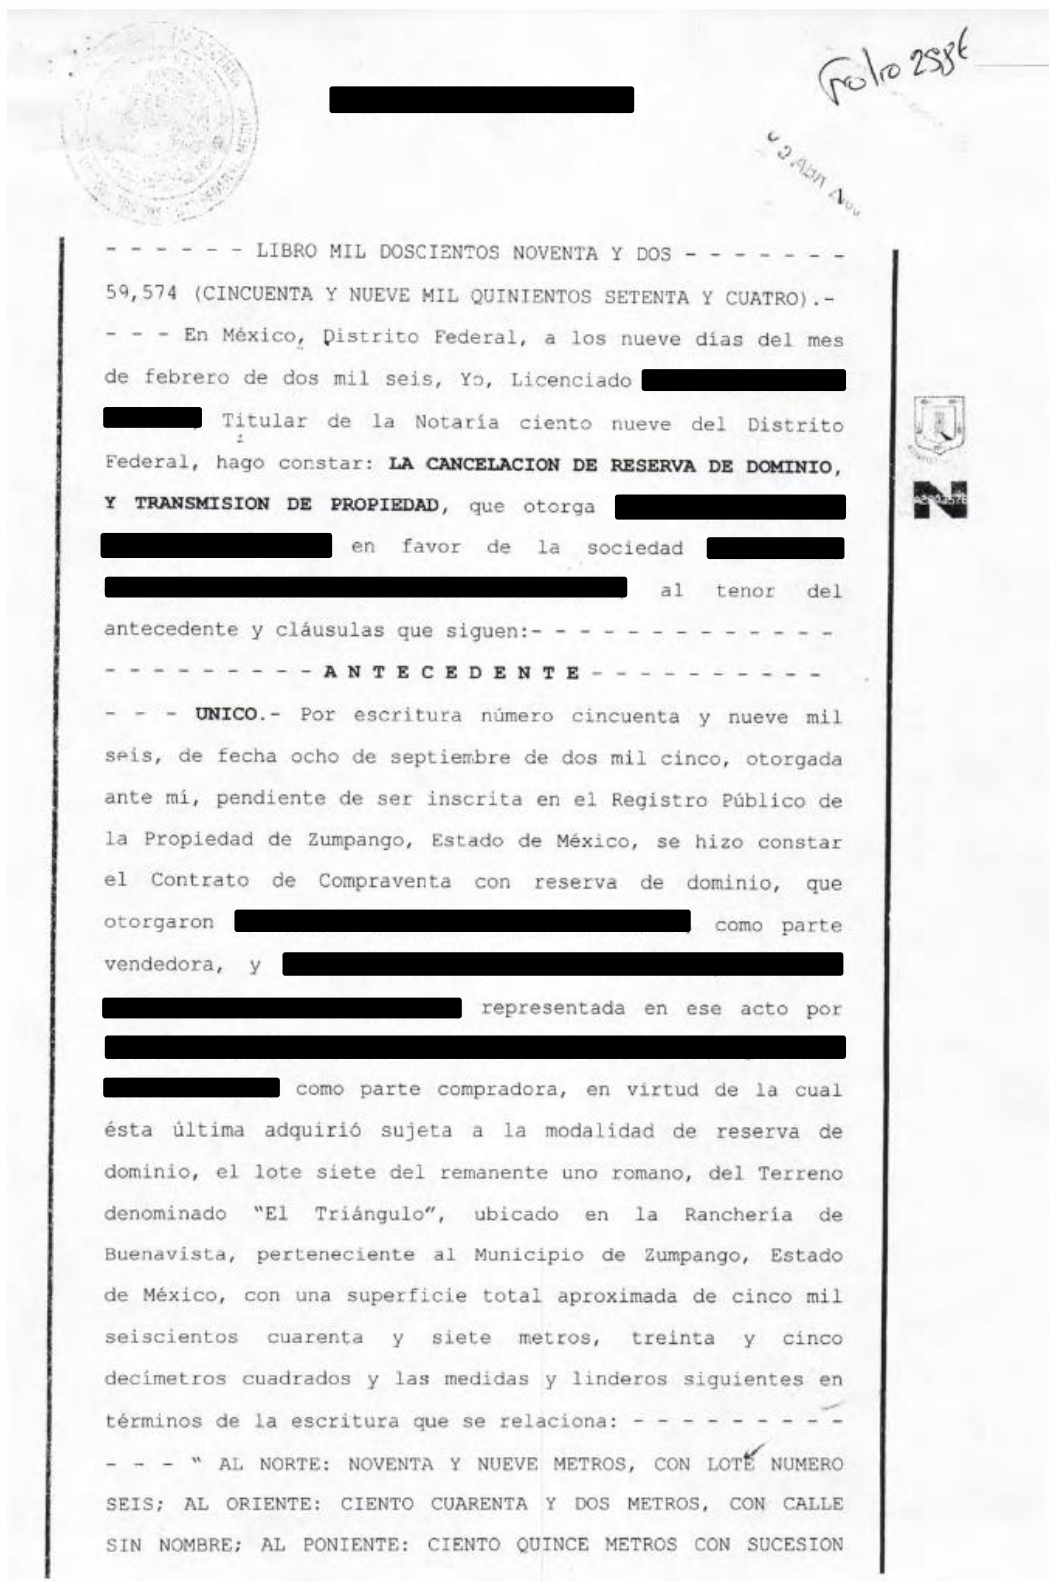 Folio 2586
ABR
- - - - - - LIBRO MIL DOSCIENTOS NOVENTA Y DOS - - - - - - -
59,574 (CINCUENTA Y NUEVE MIL QUINIENTOS SETENTA Y CUATRO).-
- - - En México, Distrito Federal, a los nueve días del mes
de febrero de dos mil seis, Yo, Licenciado
Titular de la Notaría ciento nueve del Distrito
Federal, hago constar: LA CANCELACION DE RESERVA DE DOMINIO,
Y TRANSMISION DE PROPIEDAD, que otorga
en favor de la sociedad
al tenor del
antecedente y cláusulas que siguen:- - - - - - - - - - - - -
- - - - - - - - - A N T E C E D E N T E - - - - - - - - - -
- - - UNICO.- Por escritura número cincuenta y nueve mil
seis, de fecha ocho de septiembre de dos mil cinco, otorgada
ante mí, pendiente de ser inscrita en el Registro Público de
la Propiedad de Zumpango, Estado de México, se hizo constar
el Contrato de Compraventa con reserva de dominio, que
otorgaron como parte
vendedora, y
representada en ese acto por
como parte compradora, en virtud de la cual
ésta última adquirió sujeta a la modalidad de reserva de
dominio, el lote siete del remanente uno romano, del Terreno
denominado "El Triángulo", ubicado en la Ranchería de
Buenavista, perteneciente al Municipio de Zumpango, Estado
de México, con una superficie total aproximada de cinco mil
seiscientos cuarenta y siete metros, treinta y cinco
decímetros cuadrados y las medidas y linderos siguientes en
términos de la escritura que se relaciona: - - - - - - - - -
- - - " AL NORTE: NOVENTA Y NUEVE METROS, CON LOTE NUMERO
SEIS; AL ORIENTE: CIENTO CUARENTA Y DOS METROS, CON CALLE
SIN NOMBRE; AL PONIENTE: CIENTO QUINCE METROS CON SUCESION